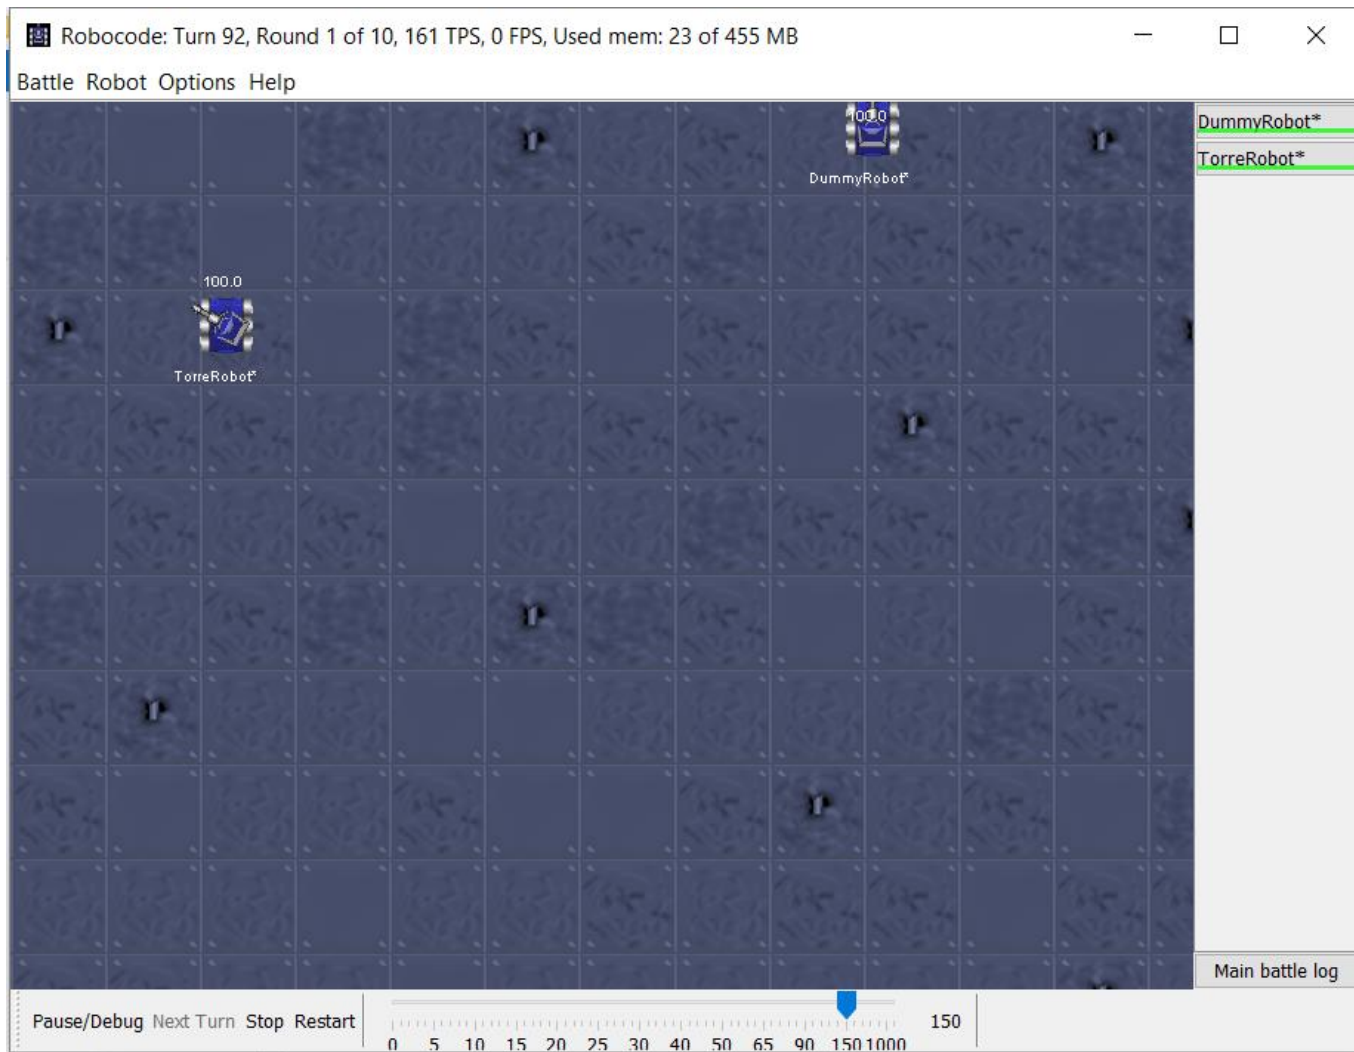 Robocode: Turn 92, Round 1 of 10, 161 TPS, 0 FPS, Used mem: 23 of 455 MB
Battle Robot Options Help
100.0
DummyRobot*
DummyRobot*
TorreRobot*
100.0
TorreRobot*
Main battle log
Pause/Debug Next Turn Stop Restart
150
0 5 10 15 20 25 30 40 50 65 90 150 1000